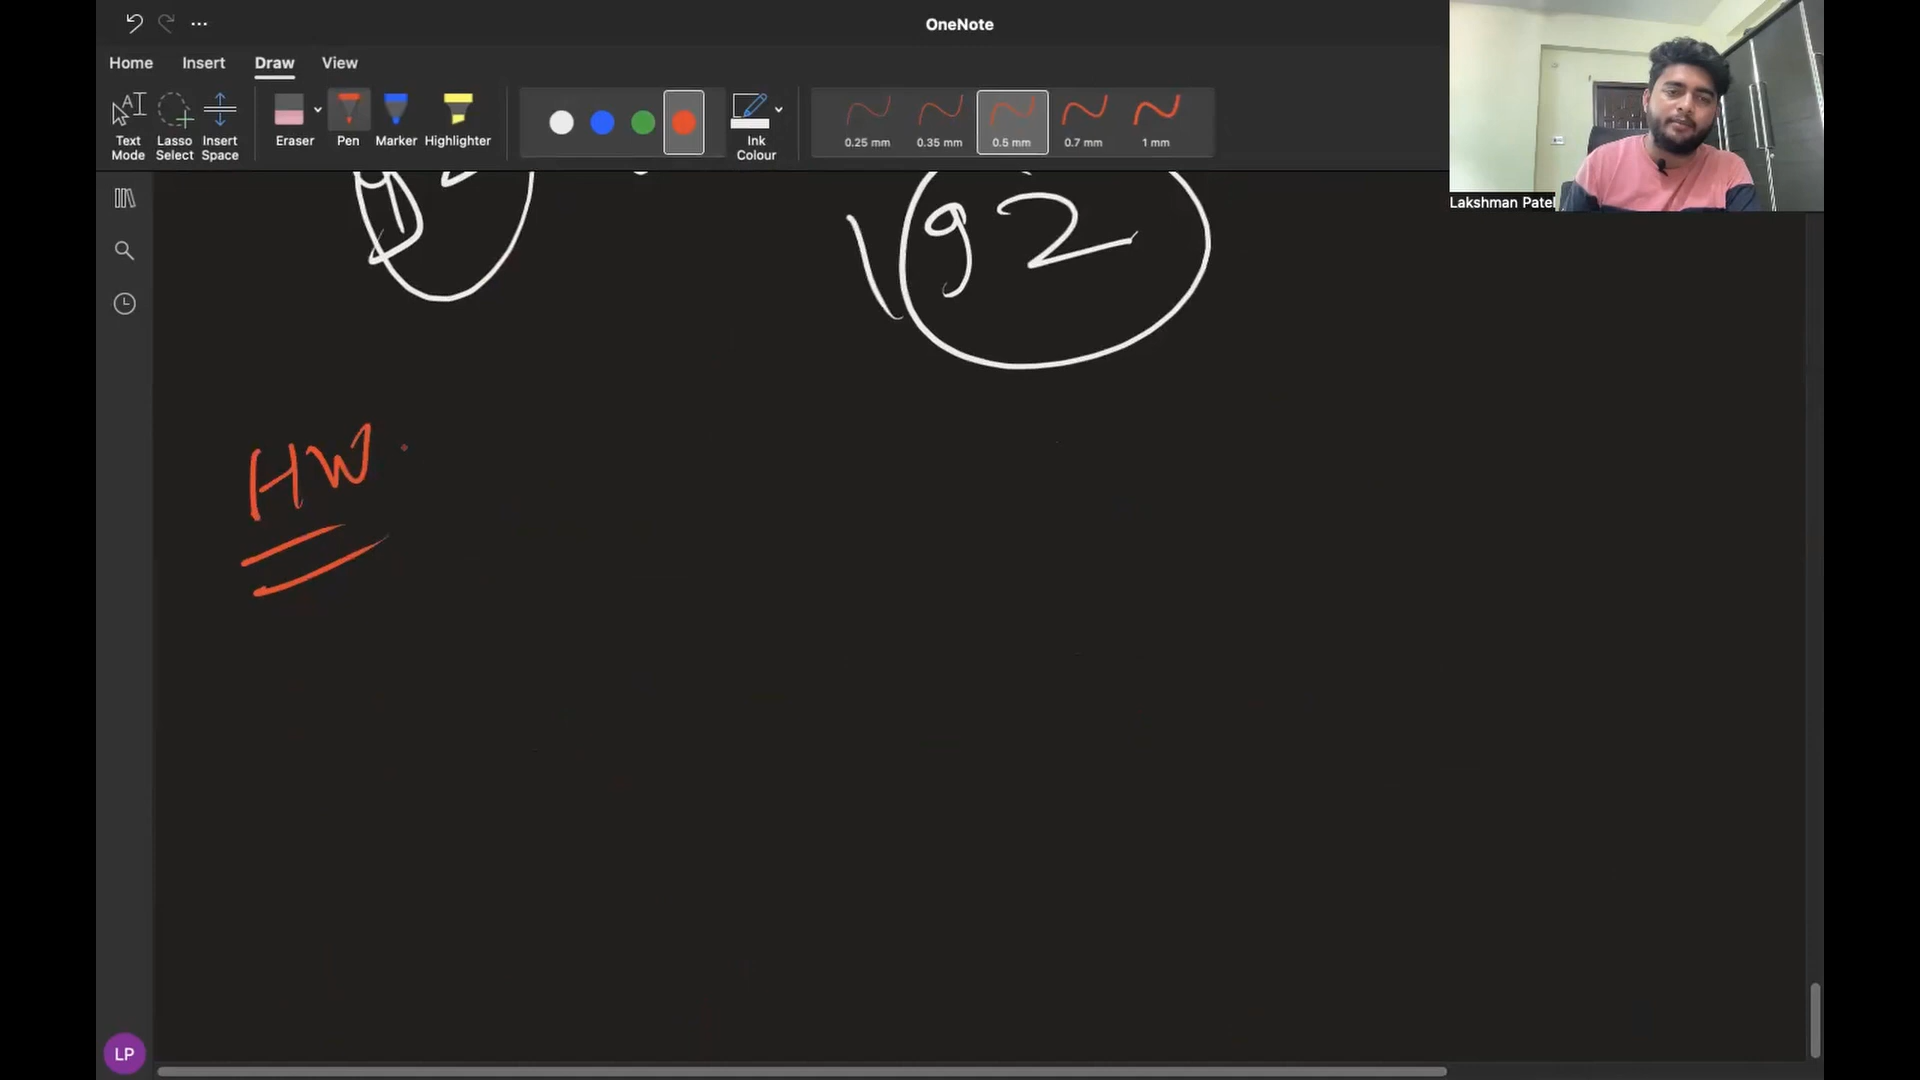 OneNote
Home Insert Draw View
Text Mode
Lasso Select
Insert Space
Eraser
Pen
Marker
Highlighter
Ink Colour
0.25 mm
0.35 mm
0.5 mm
0.7 mm
1 mm
Lakshman Patel
92
HW
LP